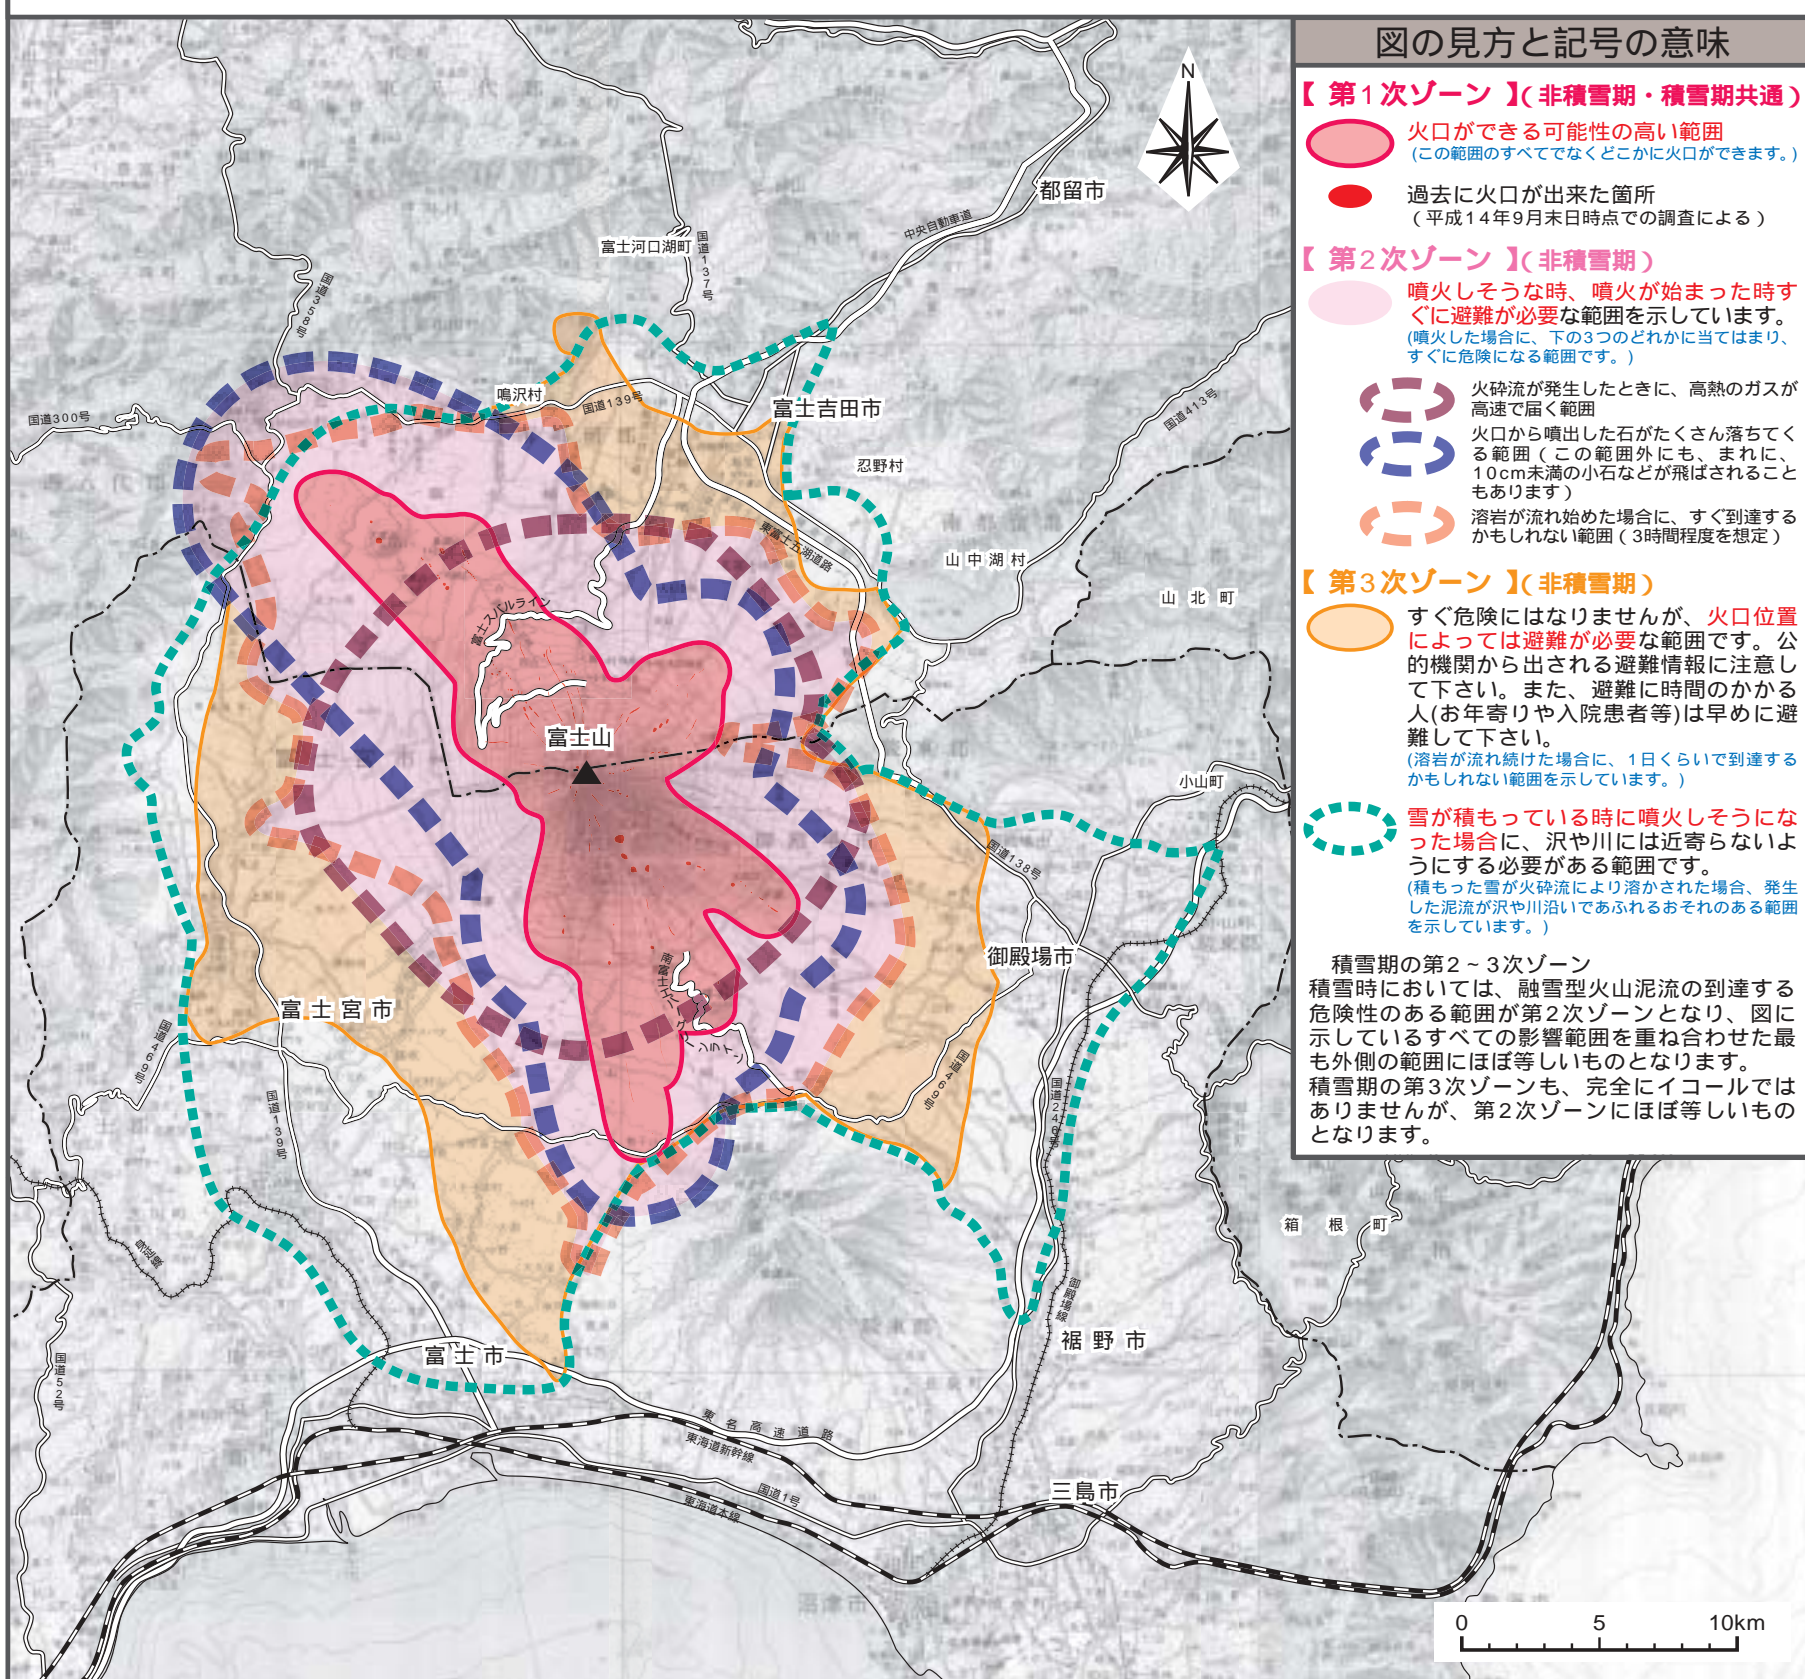 図の見方と記号の意味
【 第1次ゾーン 】(非積雪期・積雪期共通)
火口ができる可能性の高い範囲
(この範囲のすべてでなくどこかに火口ができます。)
過去に火口が出来た箇所
(平成14年9月末日時点での調査による)
【 第2次ゾーン 】(非積雪期)
噴火しそうな時、噴火が始まった時す
ぐに避難が必要な範囲を示しています。
(噴火した場合に、下の3つのどれかに当てはまり、
すぐに危険になる範囲です。)
火砕流が発生したときに、高熱のガスが
高速で届く範囲
火口から噴出した石がたくさん落ちてく
る範囲(この範囲外にも、まれに、
10cm未満の小石などが飛ばされること
もあります)
溶岩が流れ始めた場合に、すぐ到達する
かもしれない範囲(3時間程度を想定)
【 第3次ゾーン 】(非積雪期)
すぐ危険にはなりませんが、火口位置
によっては避難が必要な範囲です。公
的機関から出される避難情報に注意し
て下さい。また、避難に時間のかかる
人(お年寄りや入院患者等)は早めに避
難して下さい。
(溶岩が流れ続けた場合に、1日くらいで到達する
かもしれない範囲を示しています。)
雪が積もっている時に噴火しそうにな
った場合に、沢や川には近寄らないよ
うにする必要がある範囲です。
(積もった雪が火砕流により溶かされた場合、発生
した泥流が沢や川沿いであふれるおそれのある範囲
を示しています。)
積雪期の第2~3次ゾーン
積雪時においては、融雪型火山泥流の到達する
危険性のある範囲が第2次ゾーンとなり、図に
示しているすべての影響範囲を重ね合わせた最
も外側の範囲にほぼ等しいものとなります。
積雪期の第3次ゾーンも、完全にイコールでは
ありませんが、第2次ゾーンにほぼ等しいもの
となります。
N
都留市
中央自動車道
富士河口湖町
国道137号
国道358号
鳴沢村
国道139号
国道300号
富士吉田市
国道413号
忍野村
東富士五湖道路
山中湖村
山北町
富士スバルライン
富士山
小山町
国道138号
御殿場市
南富士エバーグリーンライン
富士宮市
国道469号
国道469号
国道246号
国道139号
箱根町
身延線
御殿場線
裾野市
富士市
国道52号
東名高速道路
東海道新幹線
国道1号
東海道本線
三島市
沼津市
0 5 10km